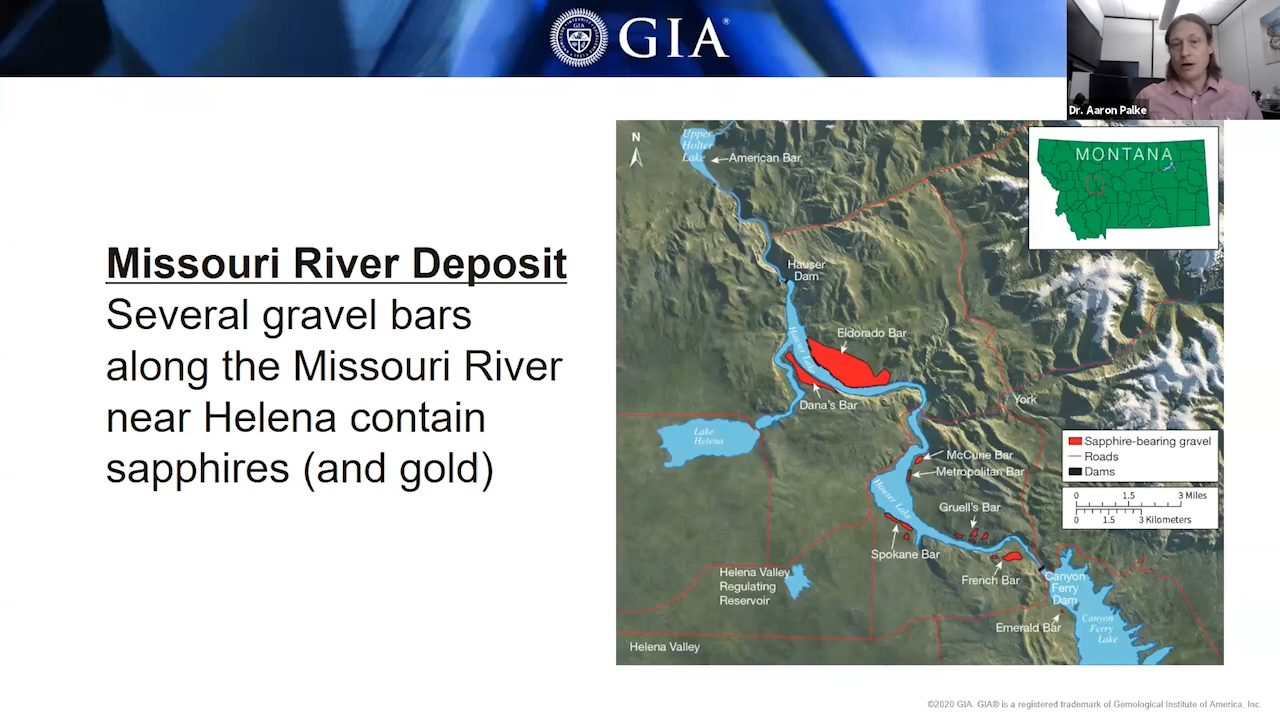 GIA®
Dr. Aaron Palke
Missouri River Deposit
Several gravel bars
along the Missouri River
near Helena contain
sapphires (and gold)
N
Upper
Holter
Lake
American Bar
MONTANA
Hauser
Dam
Hauser Lake
Eldorado Bar
Dana's Bar
York
Lake
Helena
McCune Bar
Metropolitan Bar
Hauser Lake
Gruell's Bar
Spokane Bar
French Bar
Helena Valley
Regulating
Reservoir
Canyon
Ferry
Dam
Emerald Bar
Canyon
Ferry
Lake
Helena Valley
Sapphire-bearing gravel
Roads
Dams
0 1.5 3 Miles
0 1.5 3 Kilometers
©2020 GIA. GIA® is a registered trademark of Gemological Institute of America, Inc.